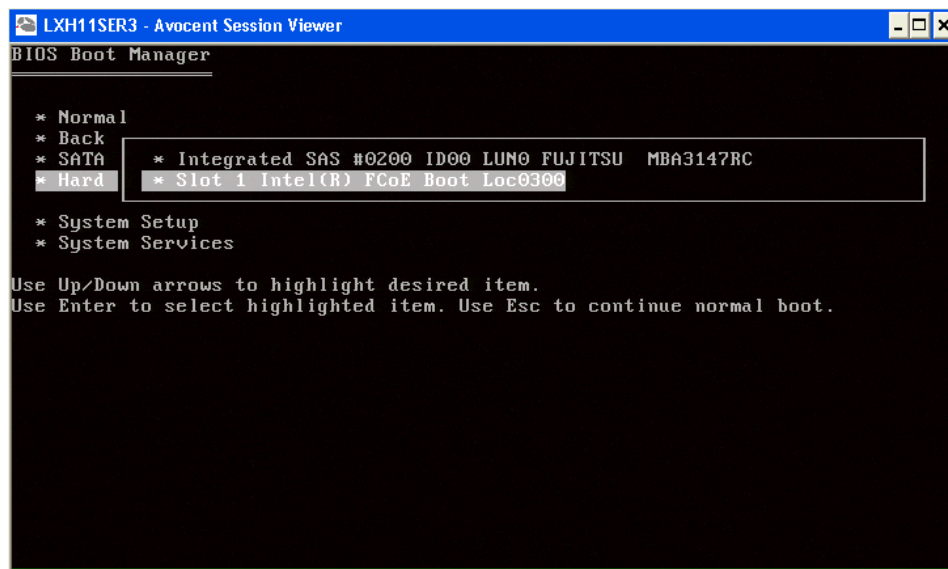 LXH11SER3 - Avocent Session Viewer
BIOS Boot Manager
* Normal
* Back
* SATA
* Integrated SAS #0200 ID00 LUN0 FUJITSU MBA3147RC
* Hard
* Slot 1 Intel(R) FCoE Boot Loc0300
* System Setup
* System Services
Use Up/Down arrows to highlight desired item.
Use Enter to select highlighted item. Use Esc to continue normal boot.